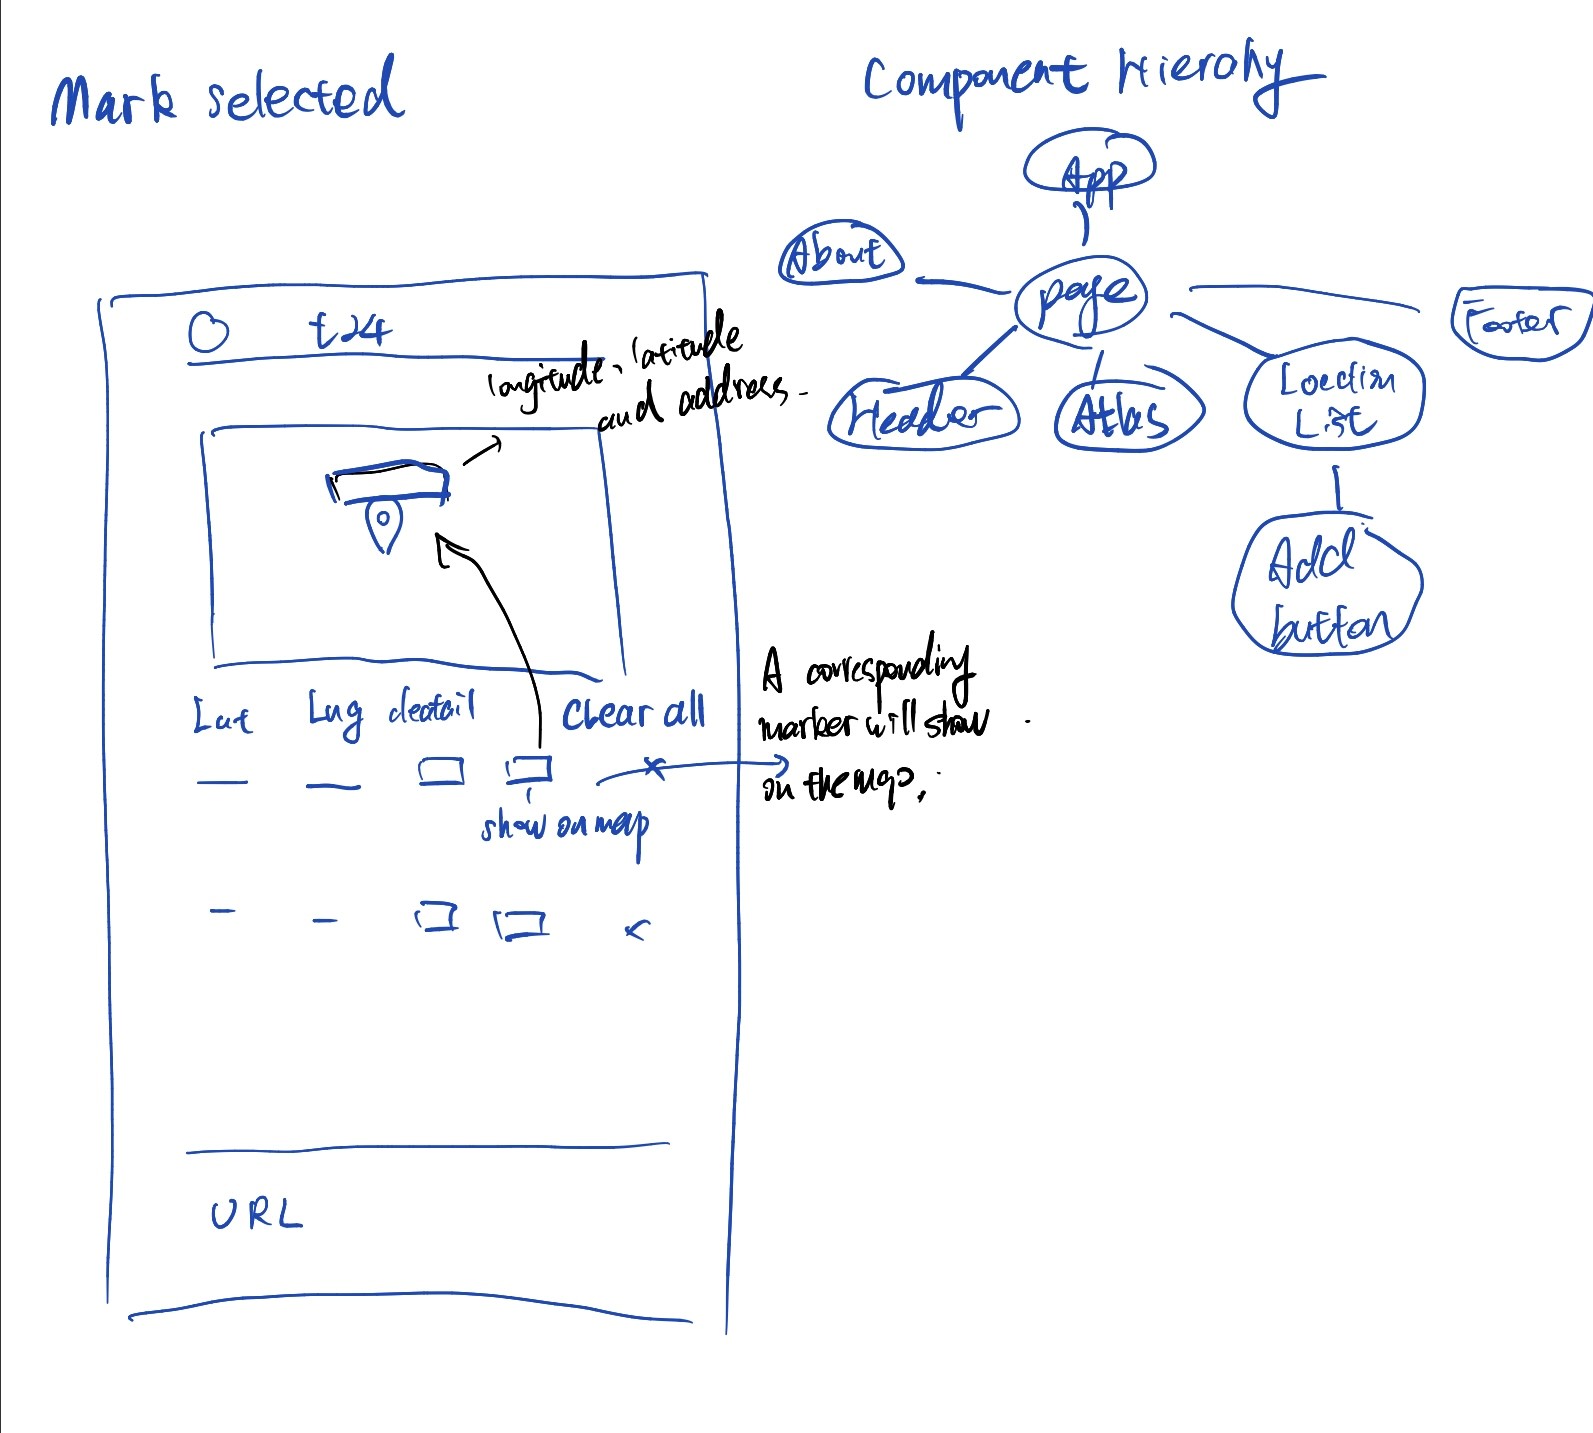 Mark selected
Component Hierohy
App
About
page
Footer
Header
Atlas
Location
List
Add
button
t24
longitude、latitude
and address.
Lat Lng deatail Clear all
show on map
A corresponding
marker will show
on the map.
URL